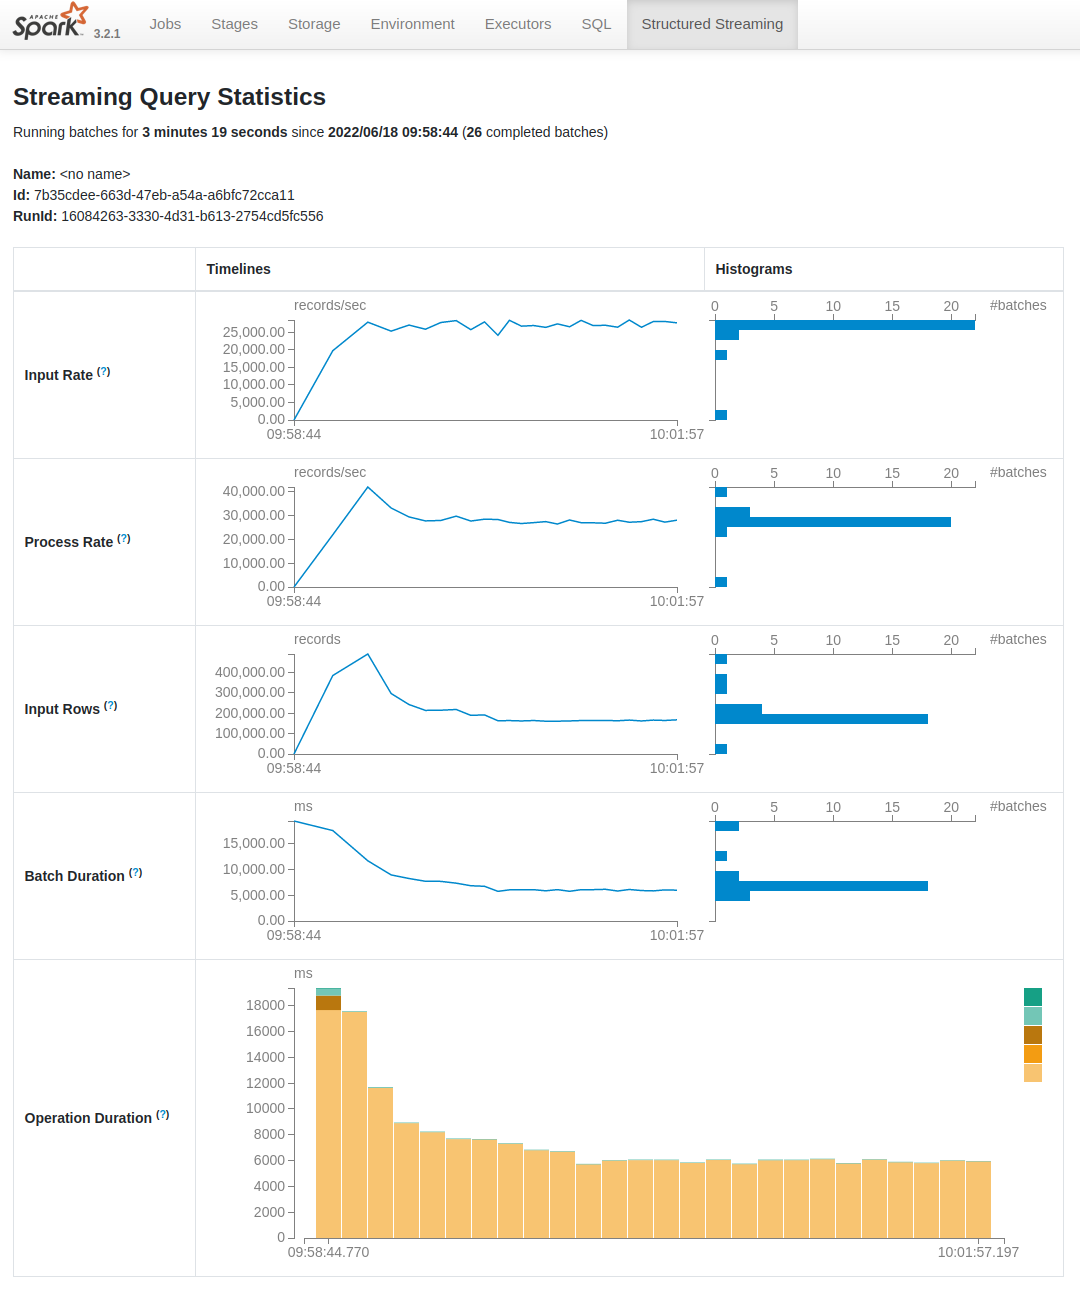 APACHE
Spark 3.2.1 Jobs Stages Storage Environment Executors SQL Structured Streaming
Streaming Query Statistics
Running batches for 3 minutes 19 seconds since 2022/06/18 09:58:44 (26 completed batches)
Name: <no name>
Id: 7b35cdee-663d-47eb-a54a-a6bfc72cca11
RunId: 16084263-3330-4d31-b613-2754cd5fc556
Timelines Histograms
Input Rate (?)
records/sec
25,000.00
20,000.00
15,000.00
10,000.00
5,000.00
0.00
09:58:44 10:01:57
0 5 10 15 20 #batches
Process Rate (?)
records/sec
40,000.00
30,000.00
20,000.00
10,000.00
0.00
09:58:44 10:01:57
0 5 10 15 20 #batches
Input Rows (?)
records
400,000.00
300,000.00
200,000.00
100,000.00
0.00
09:58:44 10:01:57
0 5 10 15 20 #batches
Batch Duration (?)
ms
15,000.00
10,000.00
5,000.00
0.00
09:58:44 10:01:57
0 5 10 15 20 #batches
Operation Duration (?)
ms
18000
16000
14000
12000
10000
8000
6000
4000
2000
0
09:58:44.770 10:01:57.197